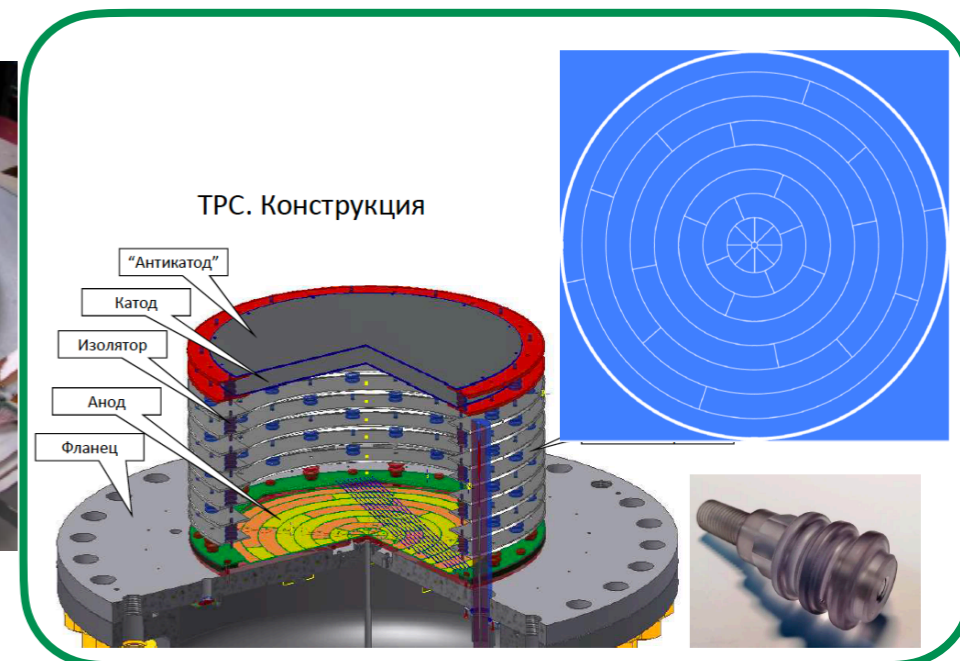 TPC. Конструкция
“Антикатод”
Катод
Изолятор
Анод
Фланец